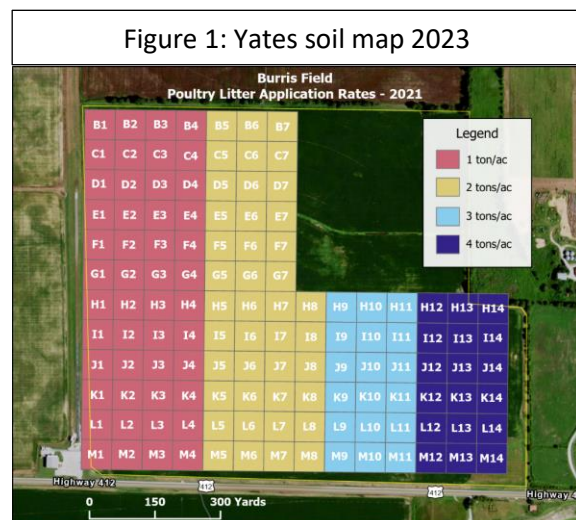 Figure 1: Yates soil map 2023
Burris Field
Poultry Litter Application Rates - 2021
Legend
1 ton/ac
2 tons/ac
3 tons/ac
4 tons/ac
B1 B2 B3 B4 B5 B6 B7
C1 C2 C3 C4 C5 C6 C7
D1 D2 D3 D4 D5 D6 D7
E1 E2 E3 E4 E5 E6 E7
F1 F2 F3 F4 F5 F6 F7
G1 G2 G3 G4 G5 G6 G7
H1 H2 H3 H4 H5 H6 H7 H8 H9 H10 H11 H12 H13 H14
I1 I2 I3 I4 I5 I6 I7 I8 I9 I10 I11 I12 I13 I14
J1 J2 J3 J4 J5 J6 J7 J8 J9 J10 J11 J12 J13 J14
K1 K2 K3 K4 K5 K6 K7 K8 K9 K10 K11 K12 K13 K14
L1 L2 L3 L4 L5 L6 L7 L8 L9 L10 L11 L12 L13 L14
M1 M2 M3 M4 M5 M6 M7 M8 M9 M10 M11 M12 M13 M14
Highway 412 412 412 Highway 4
0 150 300 Yards